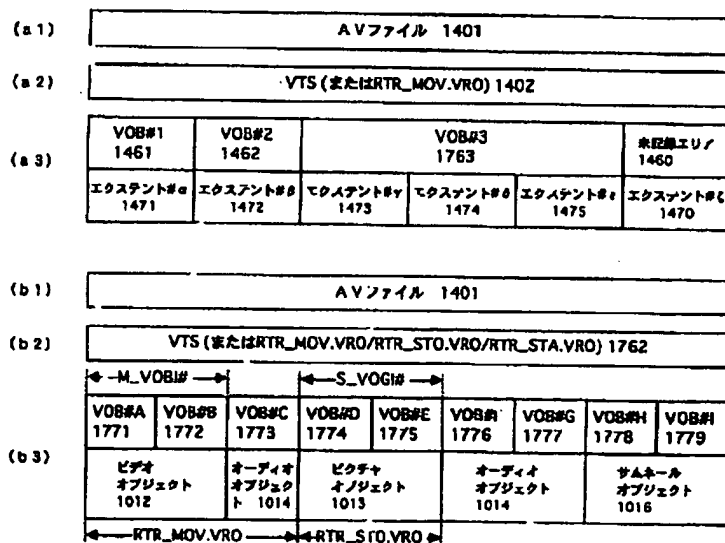 (a1)
AVファイル 1401
(a2)
VTS (またはRTR_MOV.VRO) 1402
(a3)
VOB#1 VOB#2 VOB#3 未記録エリア
1461 1462 1763 1460
エクステント#α エクステント#β エクステント#γ エクステント#δ エクステント#ε エクステント#ζ
1471 1472 1473 1474 1475 1470
(b1)
AVファイル 1401
(b2)
VTS (またはRTR_MOV.VRO/RTR_STO.VRO/RTR_STA.VRO) 1762
M_VOBI# S_VOGI#
(b3)
VOB#A VOB#B VOB#C VOB#D VOB#E VOB#G VOB#H VOB#I
1771 1772 1773 1774 1775 1776 1777 1778 1779
ビデオ オーディオ ピクチャ オーディオ サムネール
オブジェクト オブジェク オブジェクト オブジェクト オブジェクト
1012 ト 1014 1013 1014 1016
RTR_MOV.VRO RTR_STO.VRO